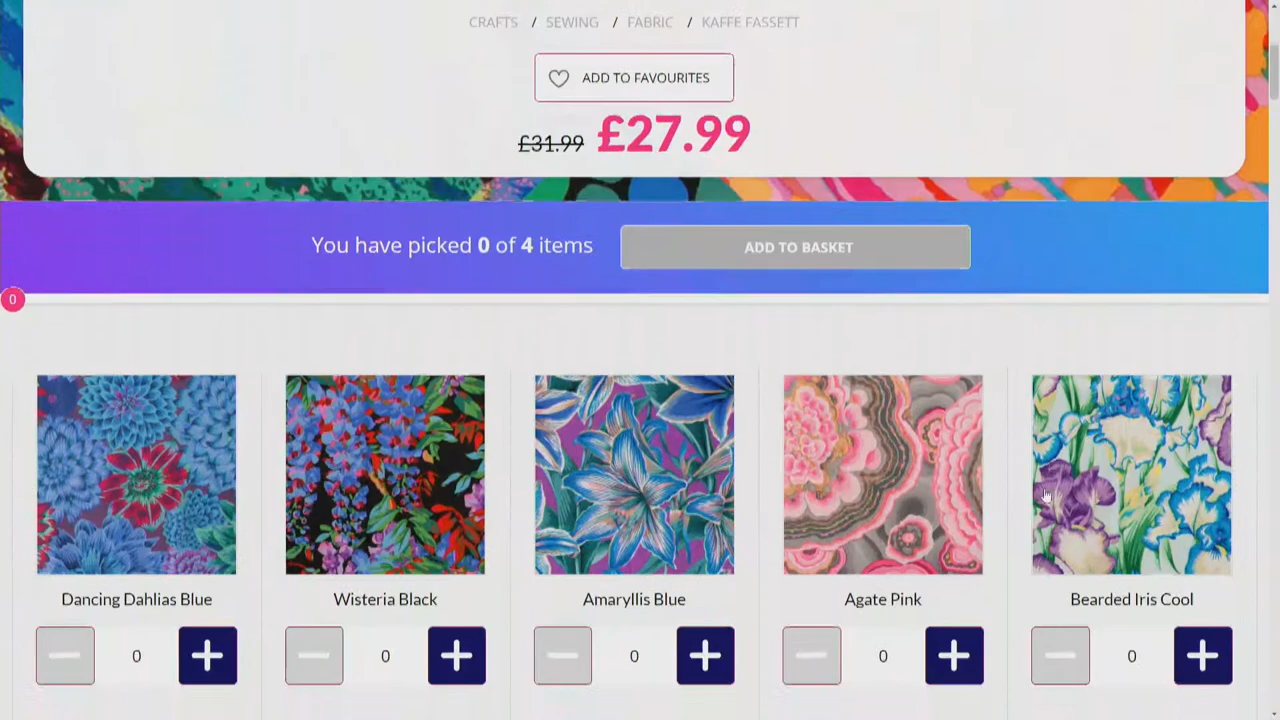 CRAFTS / SEWING / FABRIC / KAFFE FASSETT
ADD TO FAVOURITES
£31.99 £27.99
You have picked 0 of 4 items
ADD TO BASKET
0
Dancing Dahlias Blue
Wisteria Black
Amaryllis Blue
Agate Pink
Bearded Iris Cool
0
0
0
0
0